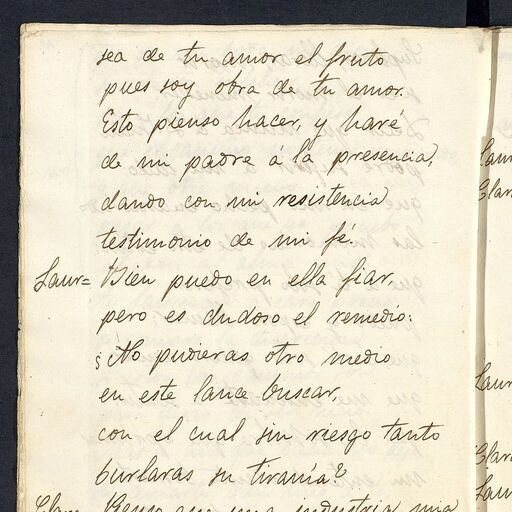 sea de tu amor el fruto
pues soy obra de tu amor.
Esto pienso hacer, y haré
de mi padre á la presencia,
dando con mi resistencia
testimonio de mi fé.
Laur= Bien puedo en ella fiar,
pero es dudoso el remedio:
¿No pudieras otro medio
en este lance buscar,
con el cual sin riesgo tanto
burlaras su tiranía?
Laur
Clar
Laur
Clar
Laur